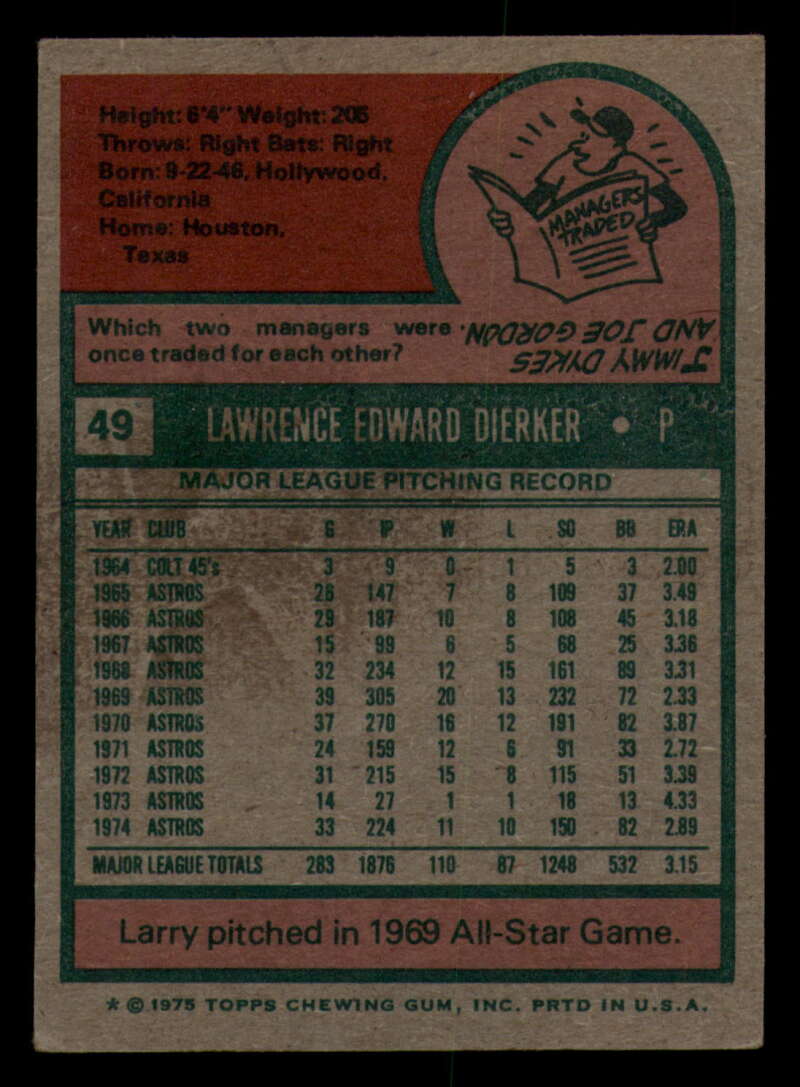 Height: 6'4" Weight: 205
Throws: Right Bats: Right
Born: 9-22-46, Hollywood,
California
Home: Houston,
Texas
MANAGERS
TRADED
Which two managers were
once traded for each other?
JIMMY DYKES
AND JOE GORDON.
49 LAWRENCE EDWARD DIERKER • P
MAJOR LEAGUE PITCHING RECORD
YEAR CLUB G IP W L SO BB ERA
1964 COLT 45's 3 9 0 1 5 3 2.00
1965 ASTROS 26 147 7 8 109 37 3.49
1966 ASTROS 29 187 10 8 108 45 3.18
1967 ASTROS 15 99 6 5 68 25 3.36
1968 ASTROS 32 234 12 15 161 89 3.31
1969 ASTROS 39 305 20 13 232 72 2.33
1970 ASTROS 37 270 16 12 191 82 3.87
1971 ASTROS 24 159 12 6 91 33 2.72
1972 ASTROS 31 215 15 8 115 51 3.39
1973 ASTROS 14 27 1 1 18 13 4.33
1974 ASTROS 33 224 11 10 150 82 2.89
MAJOR LEAGUE TOTALS 283 1876 110 87 1248 532 3.15
Larry pitched in 1969 All-Star Game.
* © 1975 TOPPS CHEWING GUM, INC. PRTD IN U.S.A.